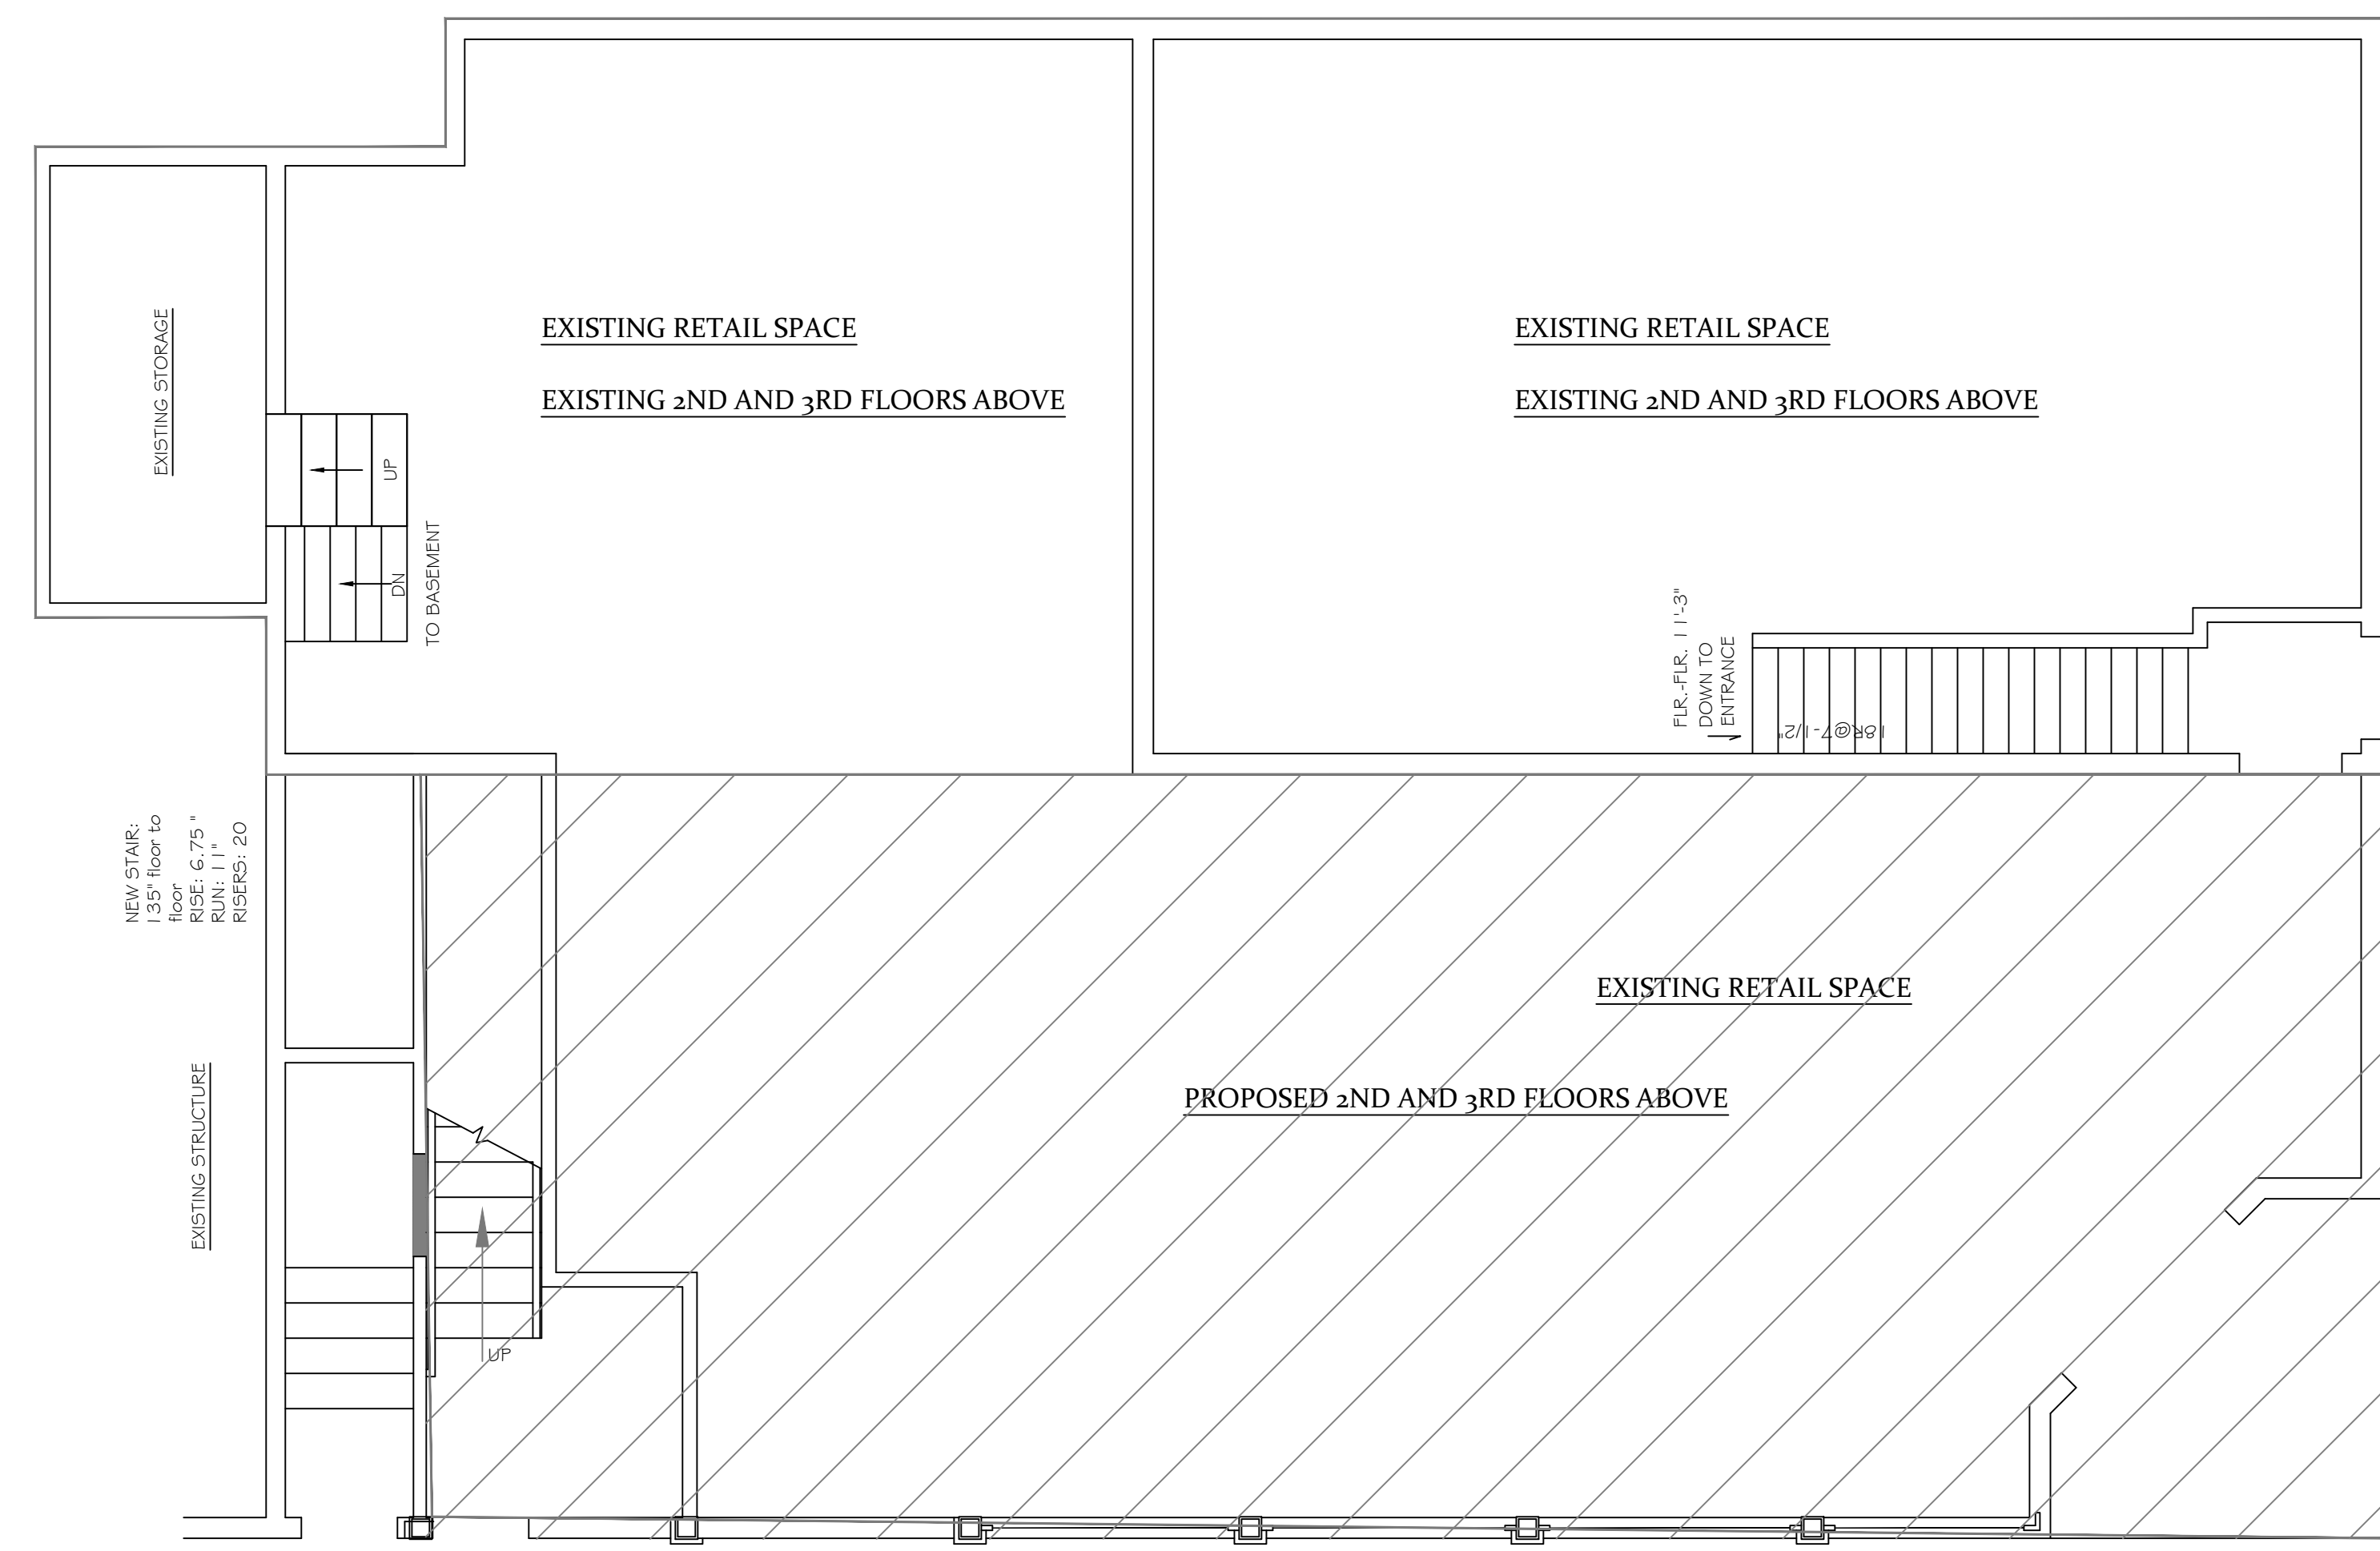 EXISTING RETAIL SPACE
EXISTING 2ND AND 3RD FLOORS ABOVE
EXISTING RETAIL SPACE
EXISTING 2ND AND 3RD FLOORS ABOVE
EXISTING STORAGE
UP
DN
TO BASEMENT
FLR.-FLR. 11'-3"
DOWN TO
ENTRANCE
18R@7-1/2"
NEW STAIR:
135" floor to
floor
RISE: 6.75 "
RUN: 11"
RISERS: 20
EXISTING RETAIL SPACE
PROPOSED 2ND AND 3RD FLOORS ABOVE
EXISTING STRUCTURE
UP